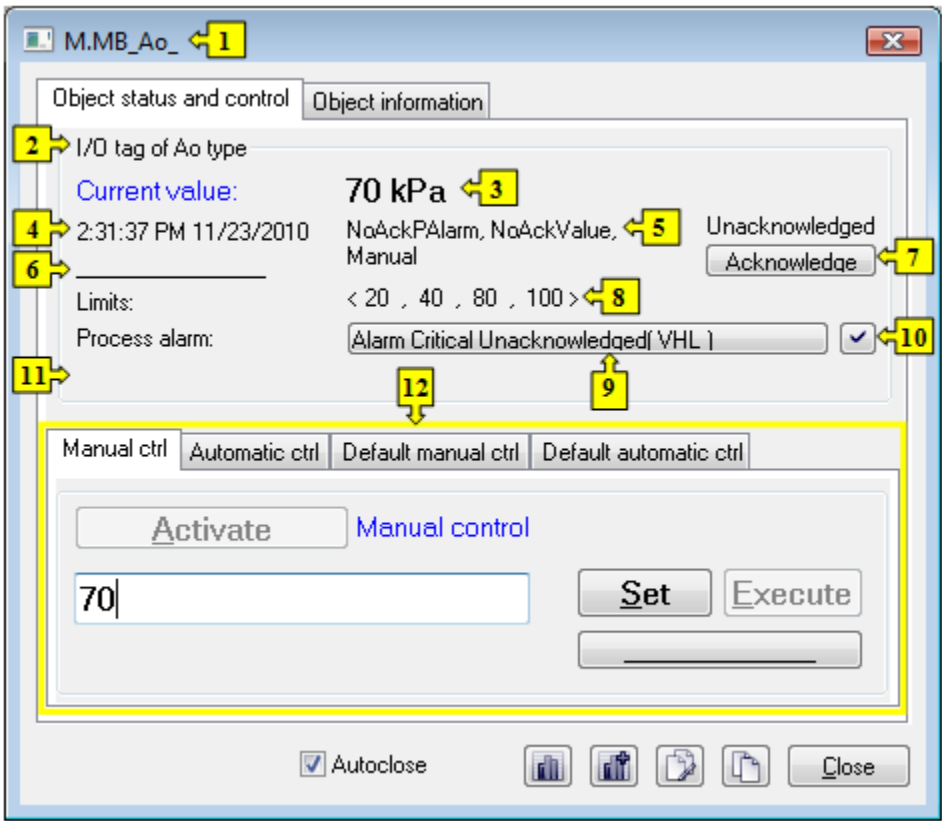 M.MB_Ao_ 1
Object status and control Object information
2 I/O tag of Ao type
Current value: 70 kPa 3
4 2:31:37 PM 11/23/2010 NoAckPAlarm, NoAckValue, 5 Unacknowledged
Manual Acknowledge 7
6 _______________
Limits: < 20 , 40 , 80 , 100 > 8
Process alarm: Alarm Critical Unacknowledged( VHL ) 10
11 12 9
Manual ctrl Automatic ctrl Default manual ctrl Default automatic ctrl
Activate Manual control
70 Set Execute
_______________
Autoclose Close